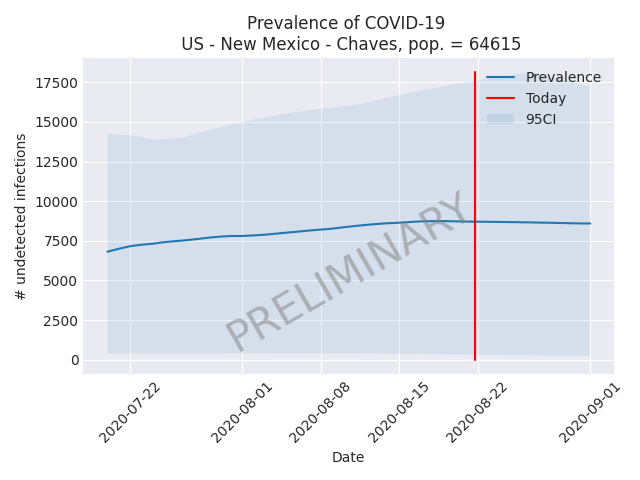 Prevalence of COVID-19
US - New Mexico - Chaves, pop. = 64615
17500
15000
12500
10000
7500
5000
2500
0
# undetected infections
Prevalence
Today
95CI
PRELIMINARY
2020-07-22
2020-08-01
2020-08-08
2020-08-15
2020-08-22
2020-09-01
Date